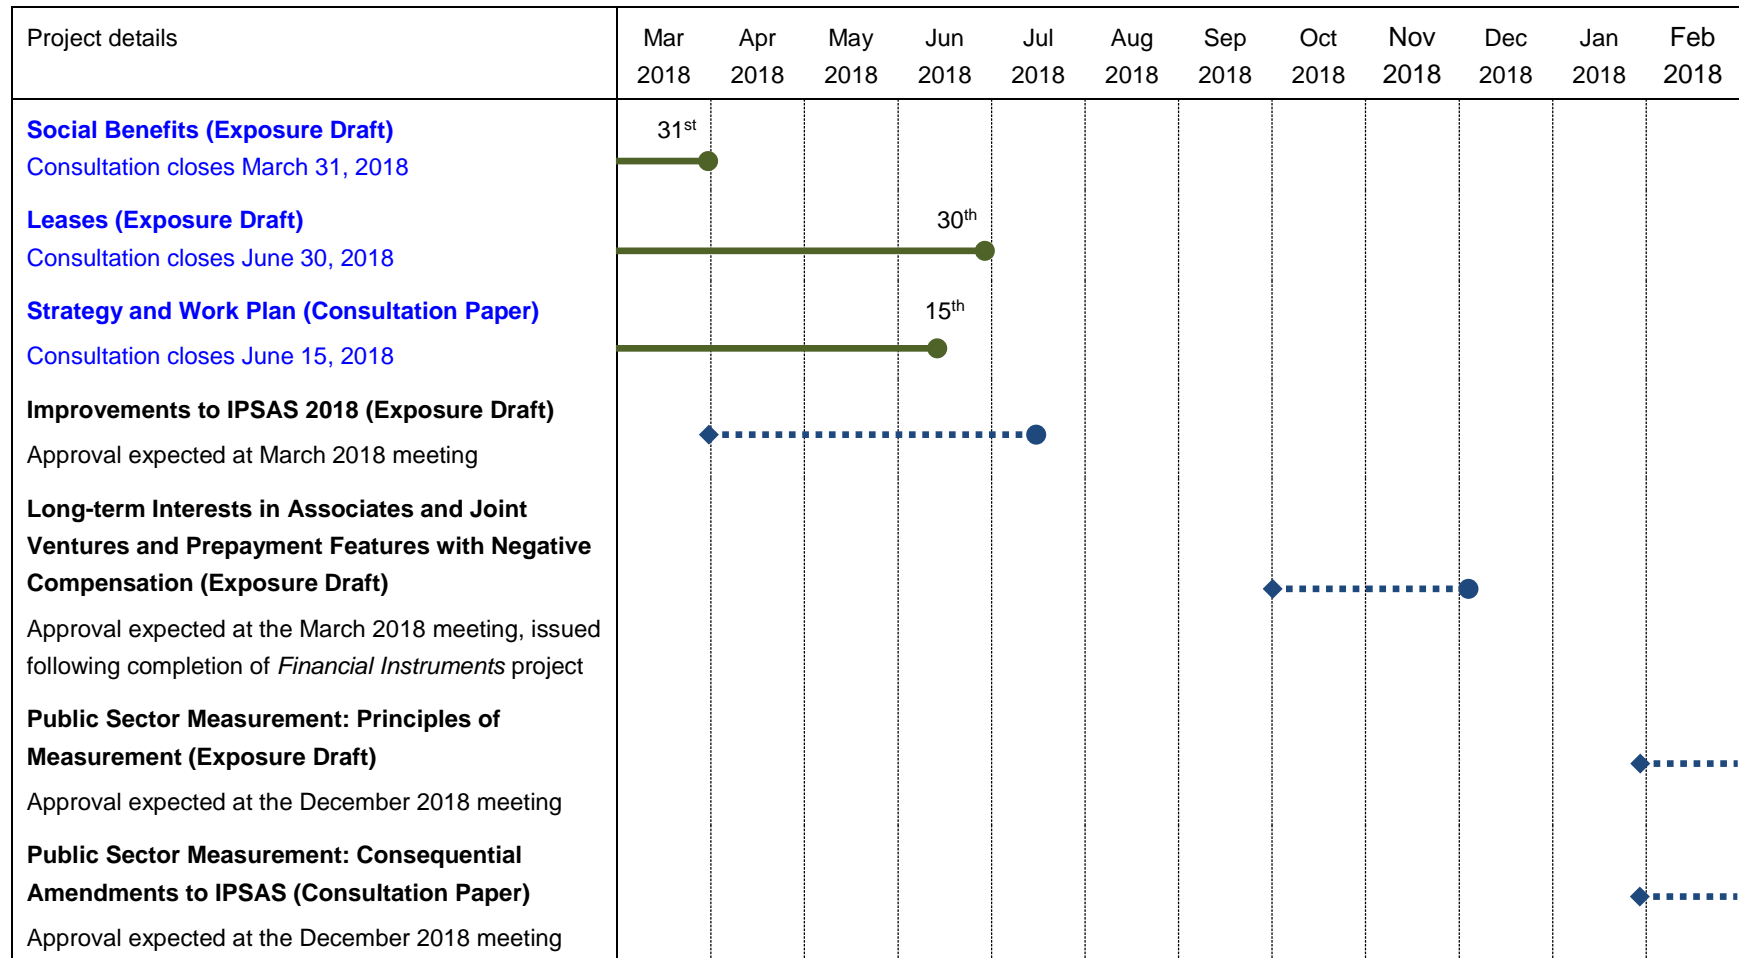 Project details
Mar Apr May Jun Jul Aug Sep Oct Nov Dec Jan Feb
2018 2018 2018 2018 2018 2018 2018 2018 2018 2018 2018 2018
Social Benefits (Exposure Draft)
31st
Consultation closes March 31, 2018
Leases (Exposure Draft)
30th
Consultation closes June 30, 2018
Strategy and Work Plan (Consultation Paper)
15th
Consultation closes June 15, 2018
Improvements to IPSAS 2018 (Exposure Draft)
Approval expected at March 2018 meeting
Long-term Interests in Associates and Joint
Ventures and Prepayment Features with Negative
Compensation (Exposure Draft)
Approval expected at the March 2018 meeting, issued
following completion of Financial Instruments project
Public Sector Measurement: Principles of
Measurement (Exposure Draft)
Approval expected at the December 2018 meeting
Public Sector Measurement: Consequential
Amendments to IPSAS (Consultation Paper)
Approval expected at the December 2018 meeting